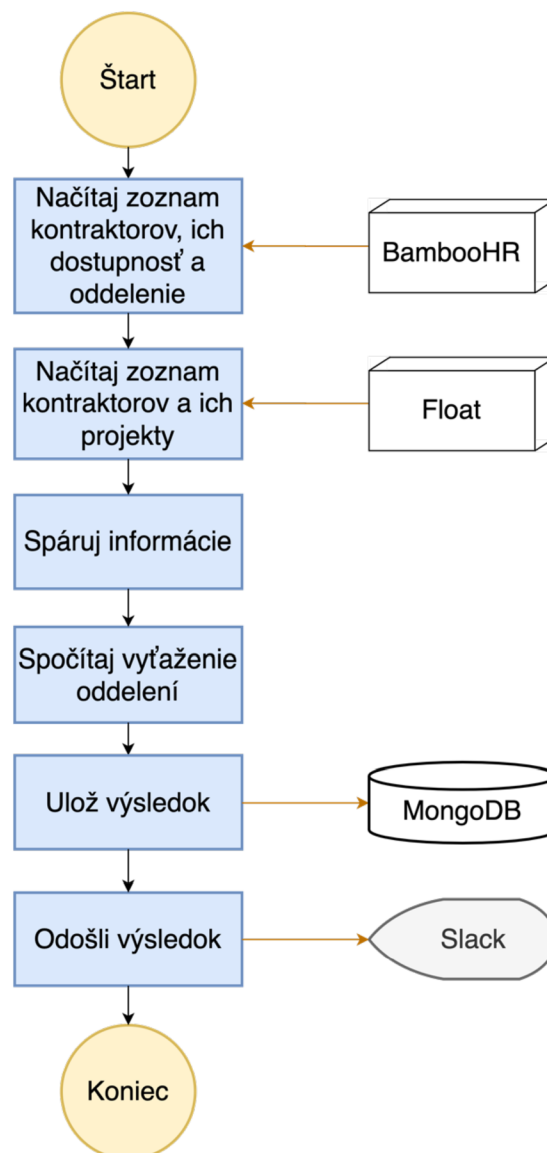 Štart
Načítaj zoznam
kontraktorov, ich
dostupnosť a
oddelenie
BambooHR
Načítaj zoznam
kontraktorov a ich
projekty
Float
Spáruj informácie
Spočítaj vyťaženie
oddelení
Ulož výsledok
MongoDB
Odošli výsledok
Slack
Koniec